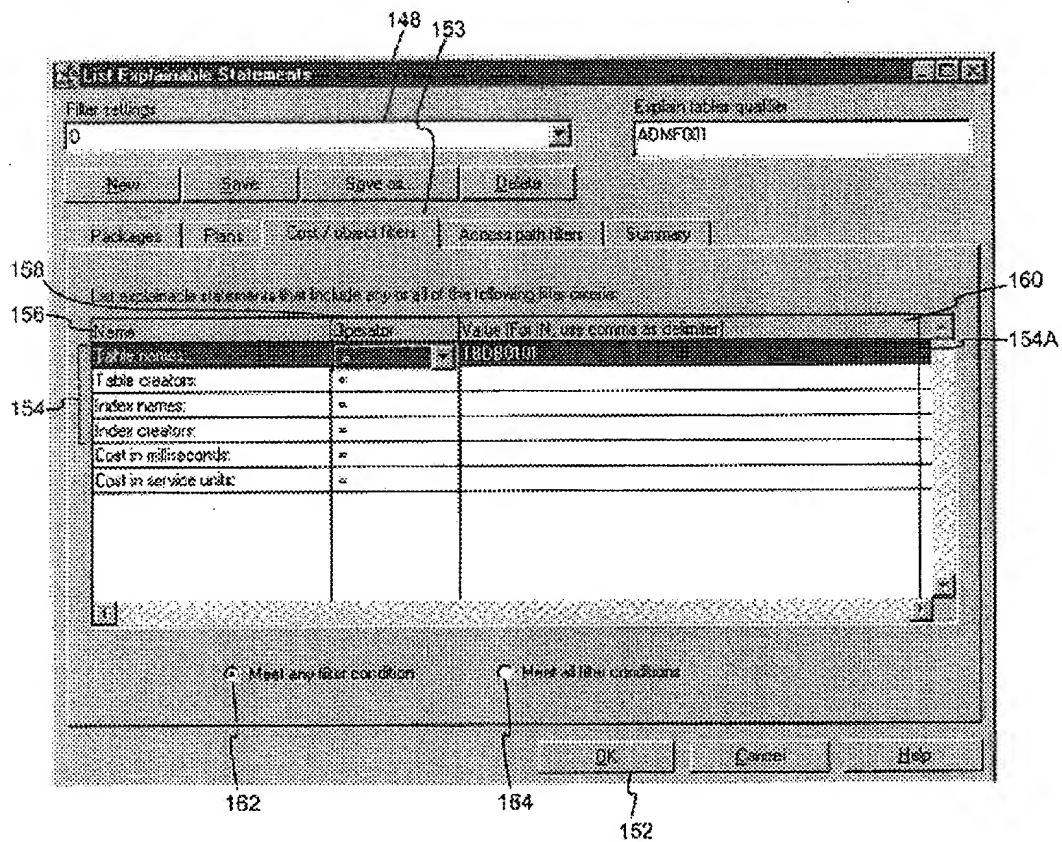 148 153
List Explainable Statements
Filter settings Explain tables qualifier
ADMF001
New Save Save as... Delete
Packages Plans Cost / object filters Access path filters Summary
158
List explainable statements that include any or all of the following filter criteria:
160
156 Name Operator Value (For IN, use comma as delimiter)
Table names: =
154A
Table creators: =
154
Index names: =
Index creators: =
Cost in milliseconds: =
Cost in service units: =
Meet any filter condition Meet all filter conditions
OK Cancel Help
162 164
152